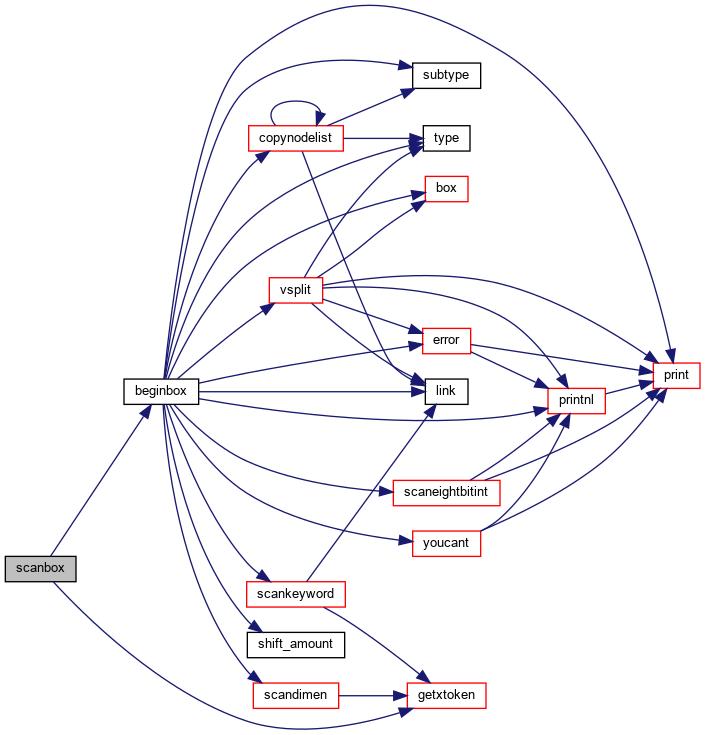 subtype
copynodelist
type
box
vsplit
error
print
beginbox
link
printnl
scaneightbitint
youcant
scanbox
scankeyword
shift_amount
scandimen
getxtoken